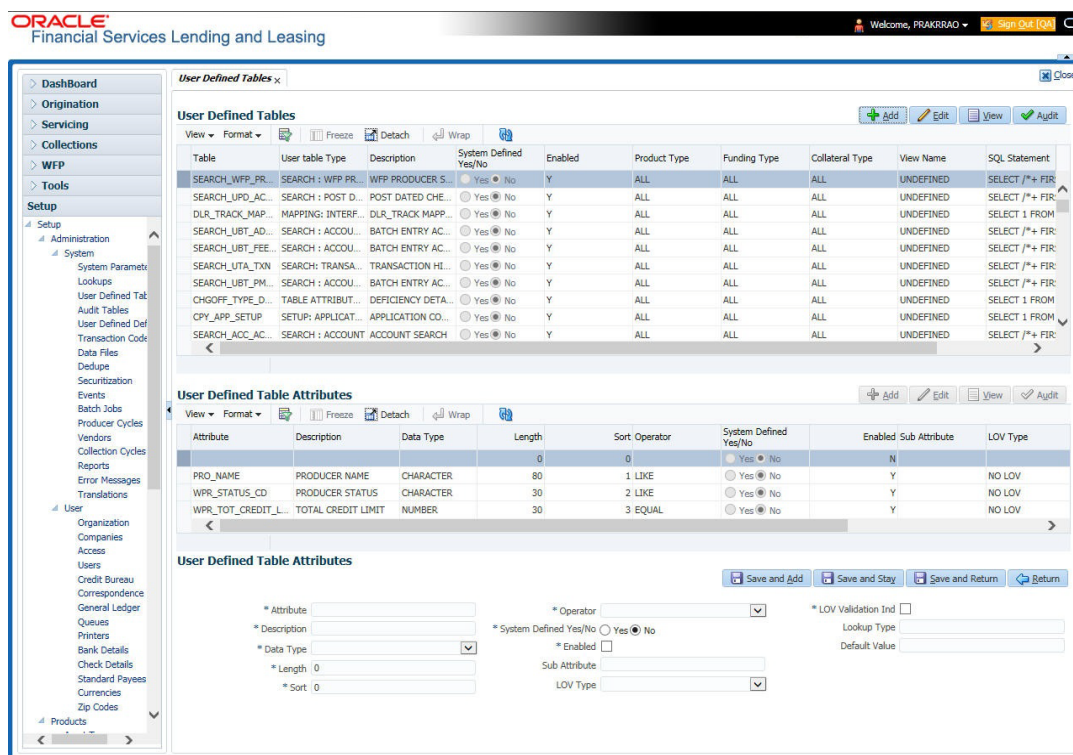 ORACLE
Financial Services Lending and Leasing
Welcome, PRAKRRAO
Sign Out [QA]
DashBoard
Origination
Servicing
Collections
WFP
Tools
Setup
Setup
Administration
System
System Paramete
Lookups
User Defined Tab
Audit Tables
User Defined Def
Transaction Code
Data Files
Dedupe
Securitization
Events
Batch Jobs
Producer Cycles
Vendors
Collection Cycles
Reports
Error Messages
Translations
User
Organization
Companies
Access
Users
Credit Bureau
Correspondence
General Ledger
Queues
Printers
Bank Details
Check Details
Standard Payees
Currencies
Zip Codes
Products
User Defined Tables x
Close
User Defined Tables
Add Edit View Audit
View Format Freeze Detach Wrap
Table User table Type Description System Defined Yes/No Enabled Product Type Funding Type Collateral Type View Name SQL Statement
SEARCH_WFP_PR... SEARCH : WFP PR... WFP PRODUCER S... Yes No Y ALL ALL ALL UNDEFINED SELECT /*+ FIRS
SEARCH_UPD_AC... SEARCH : POST D... POST DATED CHE... Yes No Y ALL ALL ALL UNDEFINED SELECT /*+ FIRS
DLR_TRACK_MAP... MAPPING: INTERF... DLR_TRACK MAPP... Yes No Y ALL ALL ALL UNDEFINED SELECT 1 FROM
SEARCH_UBT_AD... SEARCH : ACCOU... BATCH ENTRY AC... Yes No Y ALL ALL ALL UNDEFINED SELECT /*+ FIRS
SEARCH_UBT_FEE... SEARCH : ACCOU... BATCH ENTRY AC... Yes No Y ALL ALL ALL UNDEFINED SELECT /*+ FIRS
SEARCH_UTA_TXN SEARCH: TRANSA... TRANSACTION HI... Yes No Y ALL ALL ALL UNDEFINED SELECT /*+ FIRS
SEARCH_UBT_PM... SEARCH : ACCOU... BATCH ENTRY AC... Yes No Y ALL ALL ALL UNDEFINED SELECT /*+ FIRS
CHGOFF_TYPE_D... TABLE ATTRIBUT... DEFICIENCY DETA... Yes No Y ALL ALL ALL UNDEFINED SELECT 1 FROM
CPY_APP_SETUP SETUP: APPLICAT... APPLICATION CO... Yes No Y ALL ALL ALL UNDEFINED SELECT 1 FROM
SEARCH_ACC_AC... SEARCH : ACCOUNT ACCOUNT SEARCH Yes No Y ALL ALL ALL UNDEFINED SELECT /*+ FIRS
User Defined Table Attributes
Add Edit View Audit
View Format Freeze Detach Wrap
Attribute Description Data Type Length Sort Operator System Defined Yes/No Enabled Sub Attribute LOV Type
0 0 Yes No N
PRO_NAME PRODUCER NAME CHARACTER 80 1 LIKE Yes No Y NO LOV
WPR_STATUS_CD PRODUCER STATUS CHARACTER 30 2 LIKE Yes No Y NO LOV
WPR_TOT_CREDIT_L... TOTAL CREDIT LIMIT NUMBER 30 3 EQUAL Yes No Y NO LOV
User Defined Table Attributes
Save and Add Save and Stay Save and Return Return
* Attribute
* Description
* Data Type
* Length 0
* Sort 0
* Operator
* System Defined Yes/No Yes No
* Enabled
Sub Attribute
LOV Type
* LOV Validation Ind
Lookup Type
Default Value